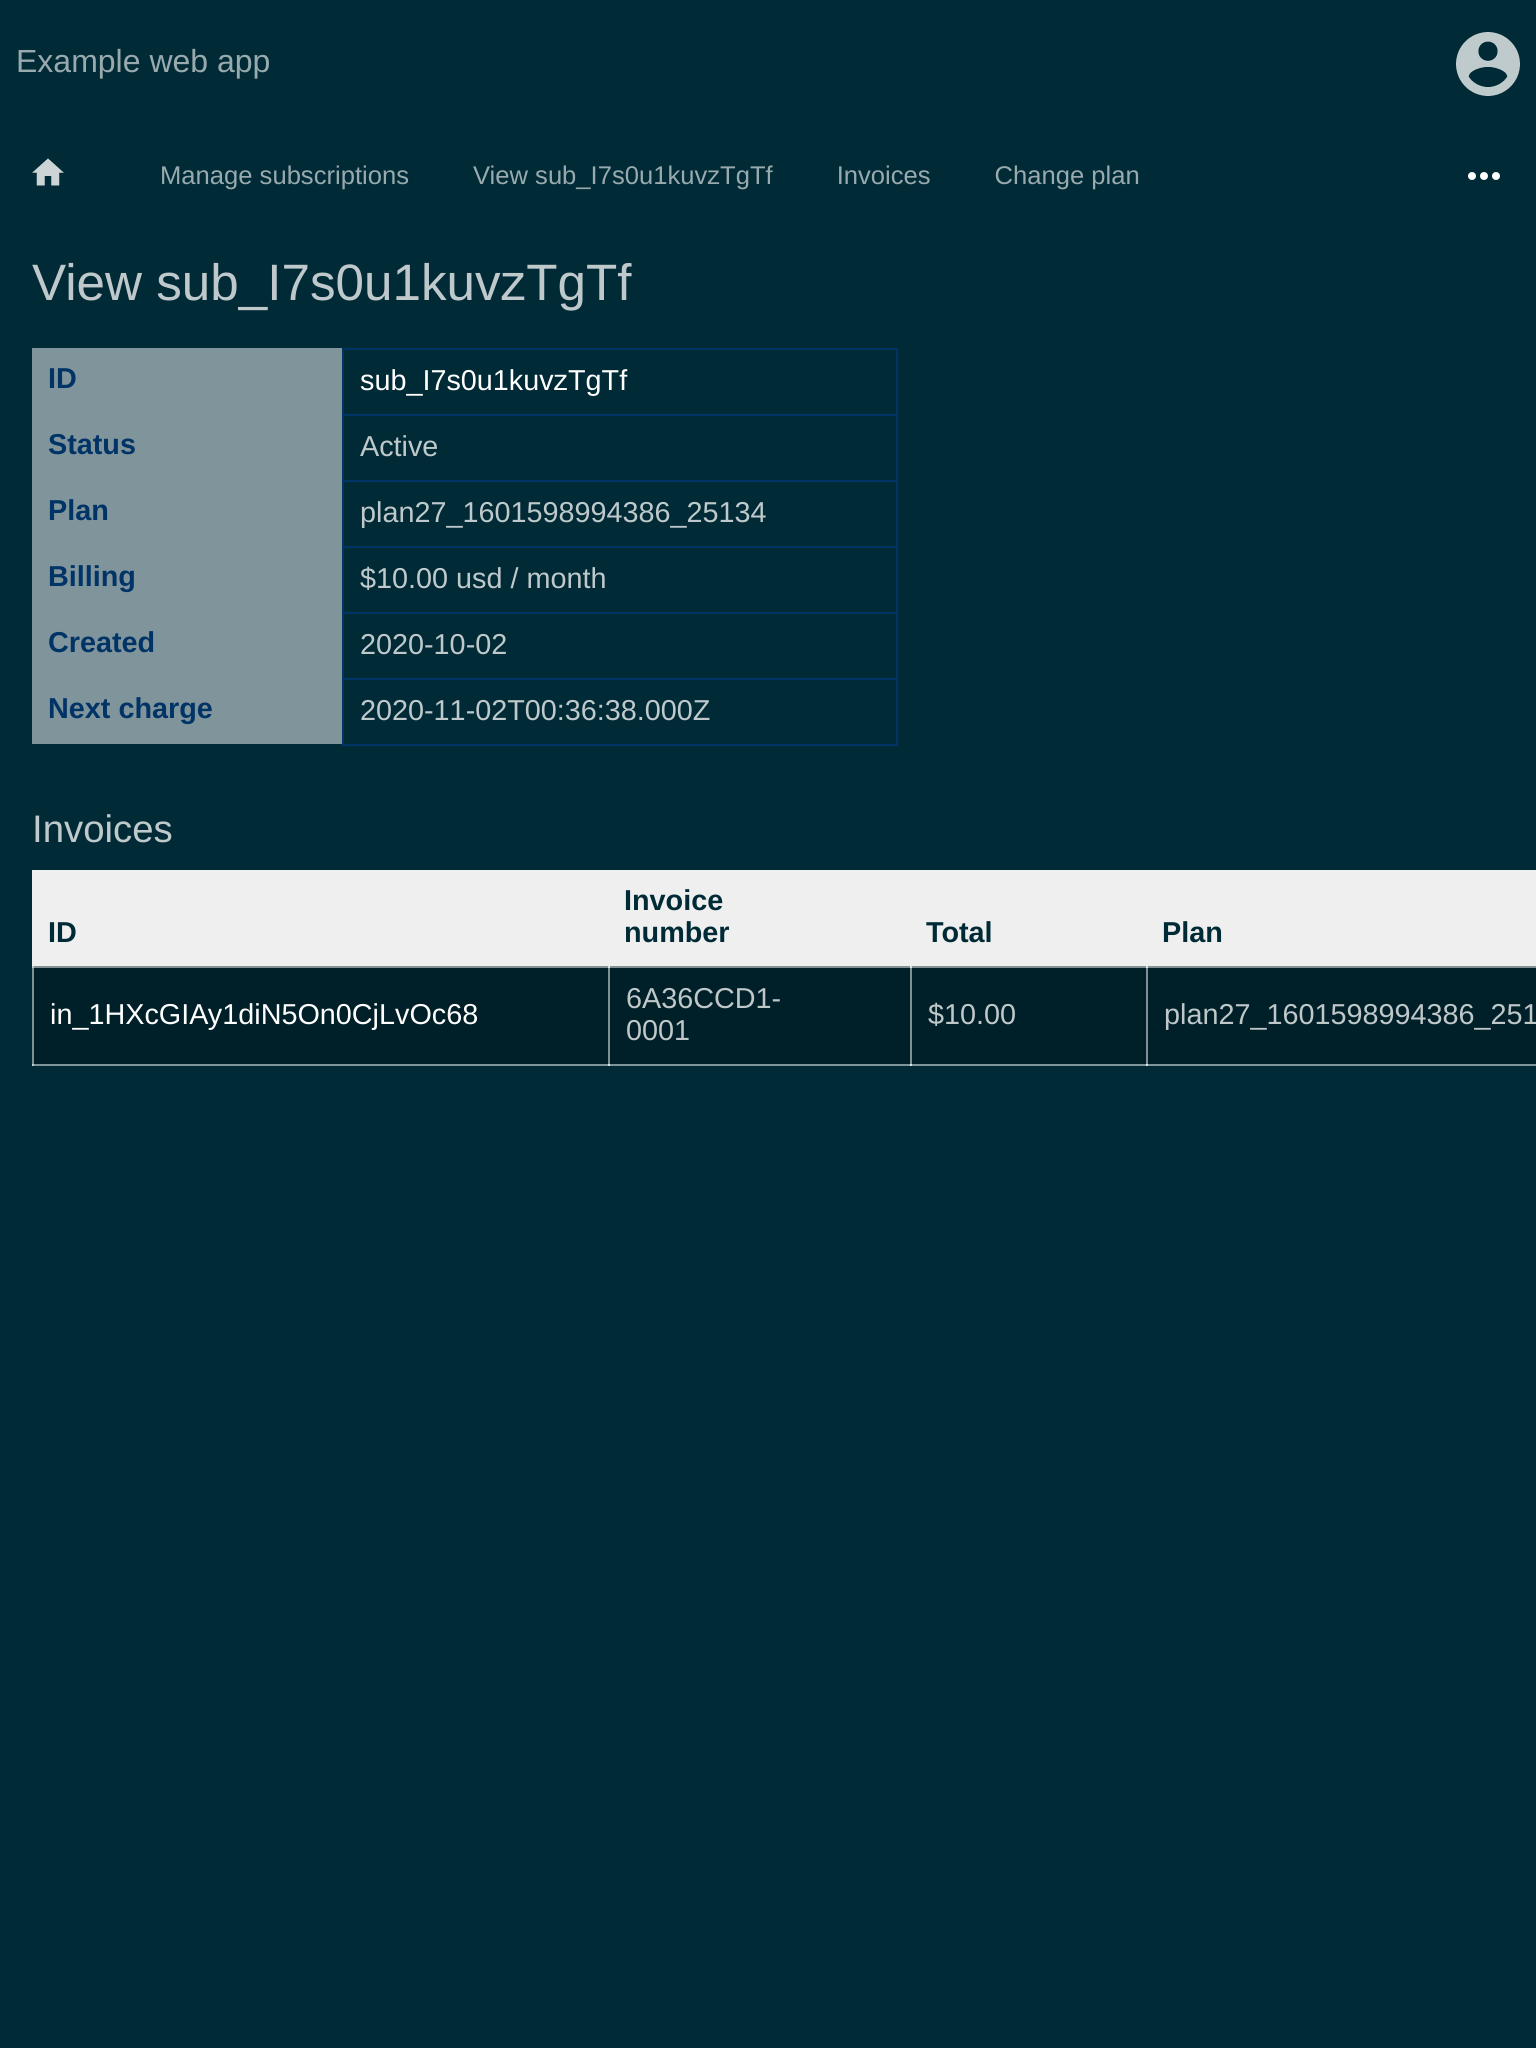 Example web app
Manage subscriptions View sub_I7s0u1kuvzTgTf Invoices Change plan
View sub_I7s0u1kuvzTgTf
ID sub_I7s0u1kuvzTgTf
Status Active
Plan plan27_1601598994386_25134
Billing $10.00 usd / month
Created 2020-10-02
Next charge 2020-11-02T00:36:38.000Z
Invoices
ID Invoice number Total Plan
in_1HXcGIAy1diN5On0CjLvOc68 6A36CCD1-0001 $10.00 plan27_1601598994386_251